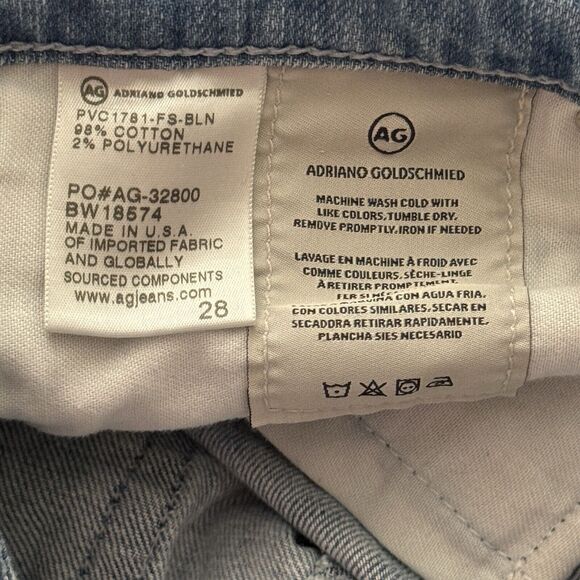 AG ADRIANO GOLDSCHMIED
PVC1781-FS-BLN
98% COTTON
2% POLYURETHANE
PO#AG-32800
BW18574
MADE IN U.S.A.
OF IMPORTED FABRIC
AND GLOBALLY
SOURCED COMPONENTS
www.agjeans.com
28
AG
ADRIANO GOLDSCHMIED
MACHINE WASH COLD WITH
LIKE COLORS. TUMBLE DRY.
REMOVE PROMPTLY. IRON IF NEEDED
LAVAGE EN MACHINE À FROID AVEC
COMME COULEURS. SÈCHE-LINGE
À RETIRER PROMPTEMENT.
CON AGUA FRIA,
CON COLORES SIMILARES. SECAR EN
SECADORA RETIRAR RAPIDAMENTE.
PLANCHA SIES NECESARIO